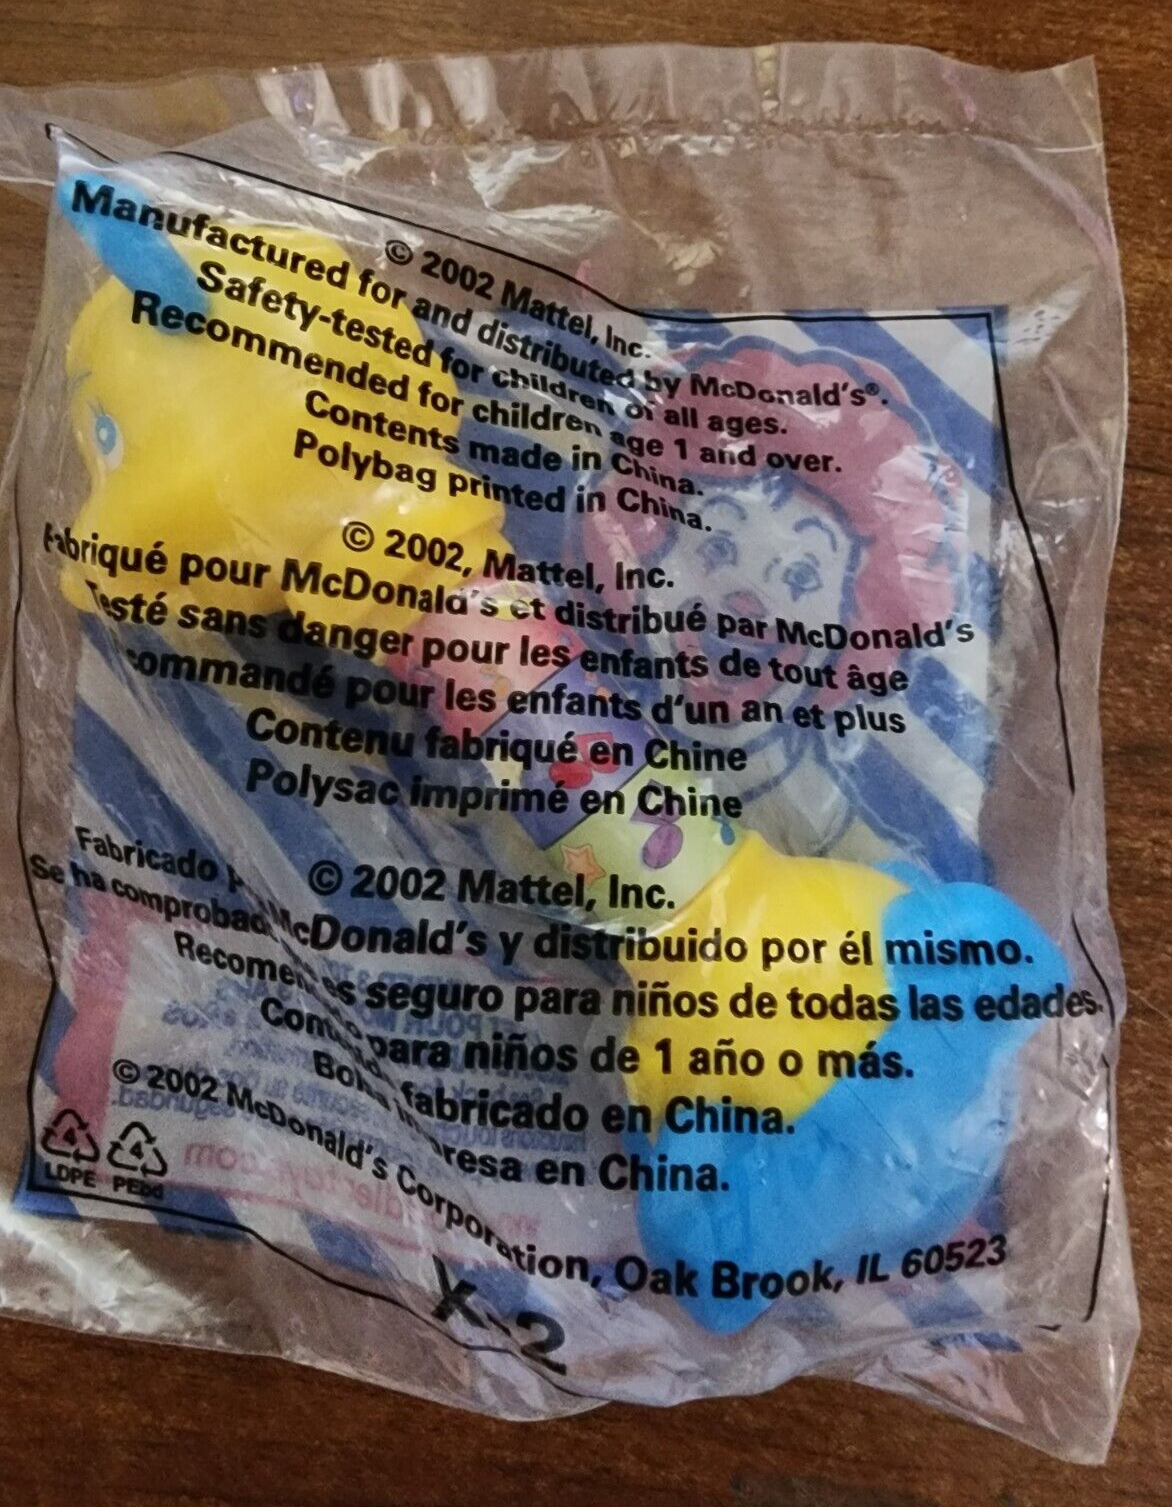 © 2002 Mattel, Inc.
Manufactured for and distributed by McDonald's®.
Safety-tested for children of all ages.
Recommended for children age 1 and over.
Contents made in China.
Polybag printed in China.
© 2002, Mattel, Inc.
Fabriqué pour McDonald's et distribué par McDonald's
Testé sans danger pour les enfants de tout âge
commandé pour les enfants d'un an et plus
Contenu fabriqué en Chine
Polysac imprimé en Chine
© 2002 Mattel, Inc.
Fabricado McDonald's y distribuido por él mismo.
Se ha comprobad es seguro para niños de todas las edades.
Recomen para niños de 1 año o más.
fabricado en China.
resa en China.
© 2002 McDonald's Corporation, Oak Brook, IL 60523
4 4
LDPE PEbd
X-2